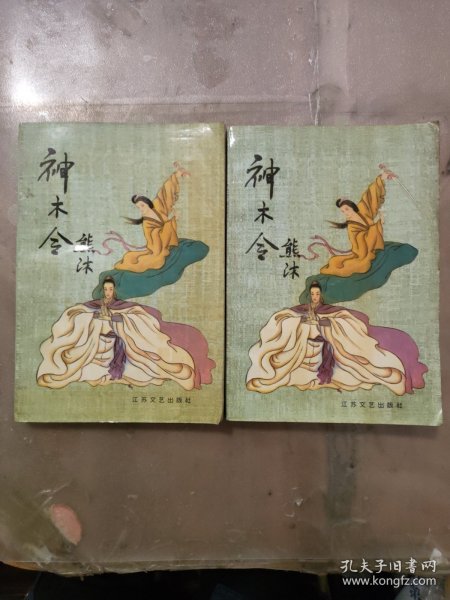 神木令
熊沐
江苏文艺出版社
神木令
熊沐
江苏文艺出版社
孔夫子旧书网
www.kongfz.com